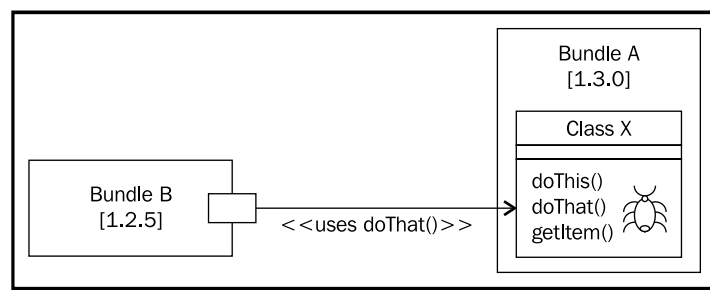 Bundle A
[1.3.0]
Class X
doThis()
doThat()
getItem()
Bundle B
[1.2.5]
<<uses doThat()>>